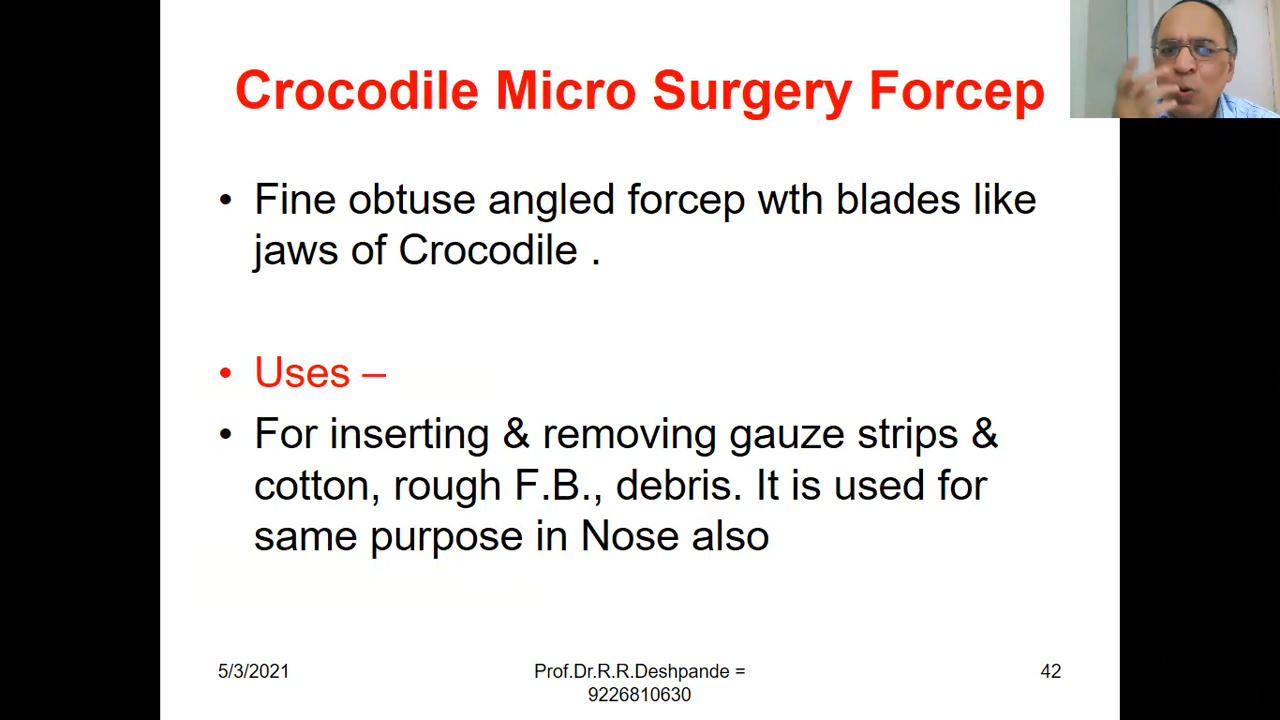 Crocodile Micro Surgery Forcep
• Fine obtuse angled forcep wth blades like
jaws of Crocodile .
• Uses –
• For inserting & removing gauze strips &
cotton, rough F.B., debris. It is used for
same purpose in Nose also
5/3/2021
Prof.Dr.R.R.Deshpande =
9226810630
42